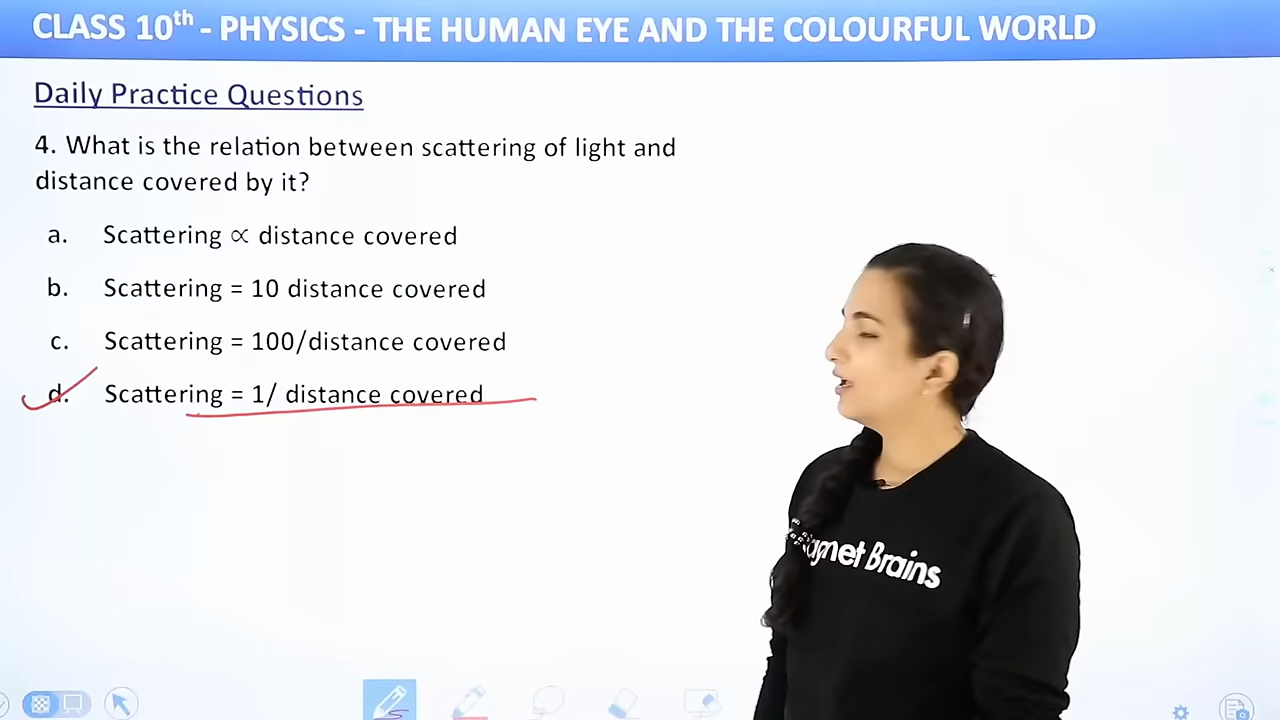 CLASS 10th - PHYSICS - THE HUMAN EYE AND THE COLOURFUL WORLD
Daily Practice Questions
4. What is the relation between scattering of light and
distance covered by it?
a. Scattering ∝ distance covered
b. Scattering = 10 distance covered
c. Scattering = 100/distance covered
d. Scattering = 1/ distance covered
agnet Brains